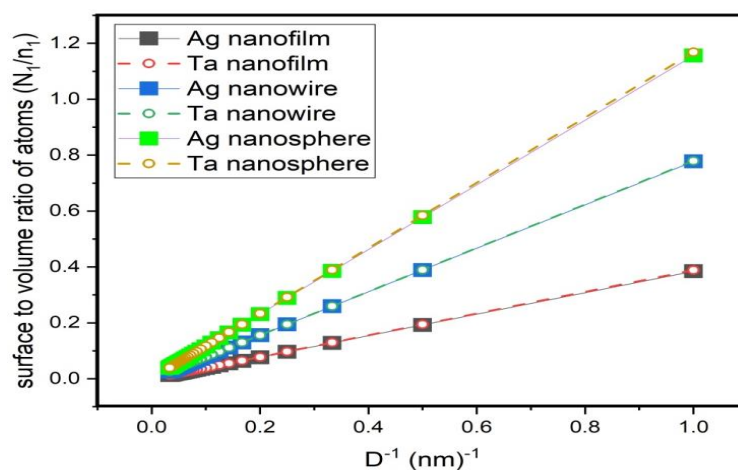 surface to volume ratio of atoms (N₁/n₁)
1.2
1.0
0.8
0.6
0.4
0.2
0.0
Ag nanofilm
Ta nanofilm
Ag nanowire
Ta nanowire
Ag nanosphere
Ta nanosphere
0.0 0.2 0.4 0.6 0.8 1.0
D⁻¹ (nm)⁻¹